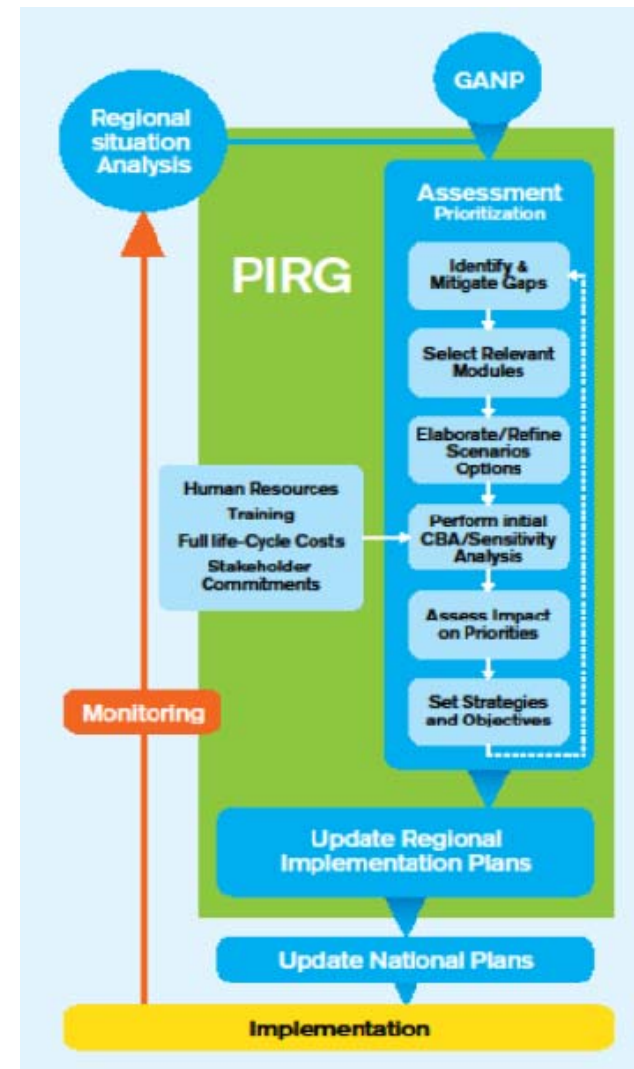 GANP
Regional
situation
Analysis
Assessment
Prioritization
PIRG
Identify &
Mitigate Gaps
Select Relevant
Modules
Elaborate/Refine
Scenarios
Options
Human Resources
Training
Full life-Cycle Costs
Stakeholder
Commitments
Perform initial
CBA/Sensitivity
Analysis
Assess Impact
on Priorities
Set Strategies
and Objectives
Monitoring
Update Regional
Implementation Plans
Update National Plans
Implementation